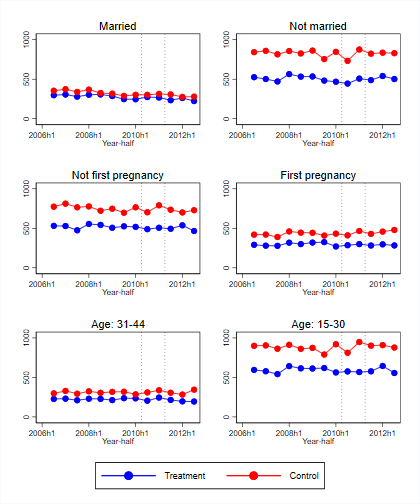 Married
Not married
1000
500
0
2006h1 2008h1 2010h1 2012h1
Year-half
1000
500
0
2006h1 2008h1 2010h1 2012h1
Year-half
Not first pregnancy
First pregnancy
1000
500
0
2006h1 2008h1 2010h1 2012h1
Year-half
1000
500
0
2006h1 2008h1 2010h1 2012h1
Year-half
Age: 31-44
Age: 15-30
1000
500
0
2006h1 2008h1 2010h1 2012h1
Year-half
1000
500
0
2006h1 2008h1 2010h1 2012h1
Year-half
Treatment Control